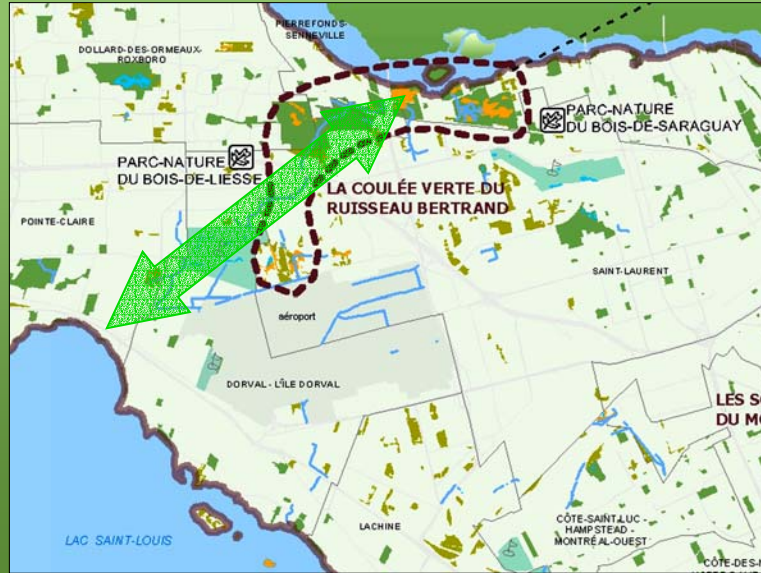 PIERREFONDS-
SENNEVILLE
DOLLARD-DES-ORMEAUX-
ROXBORO
PARC-NATURE
DU BOIS-DE-SARAGUAY
PARC-NATURE
DU BOIS-DE-LIESSE
LA COULÉE VERTE DU
RUISSEAU BERTRAND
POINTE-CLAIRE
SAINT-LAURENT
aéroport
DORVAL - L'ÎLE DORVAL
LES S
DU M
LACHINE
CÔTE-SAINT-LUC -
HAMPSTEAD -
MONTRÉAL-OUEST
LAC SAINT-LOUIS
CÔTE-DES-N